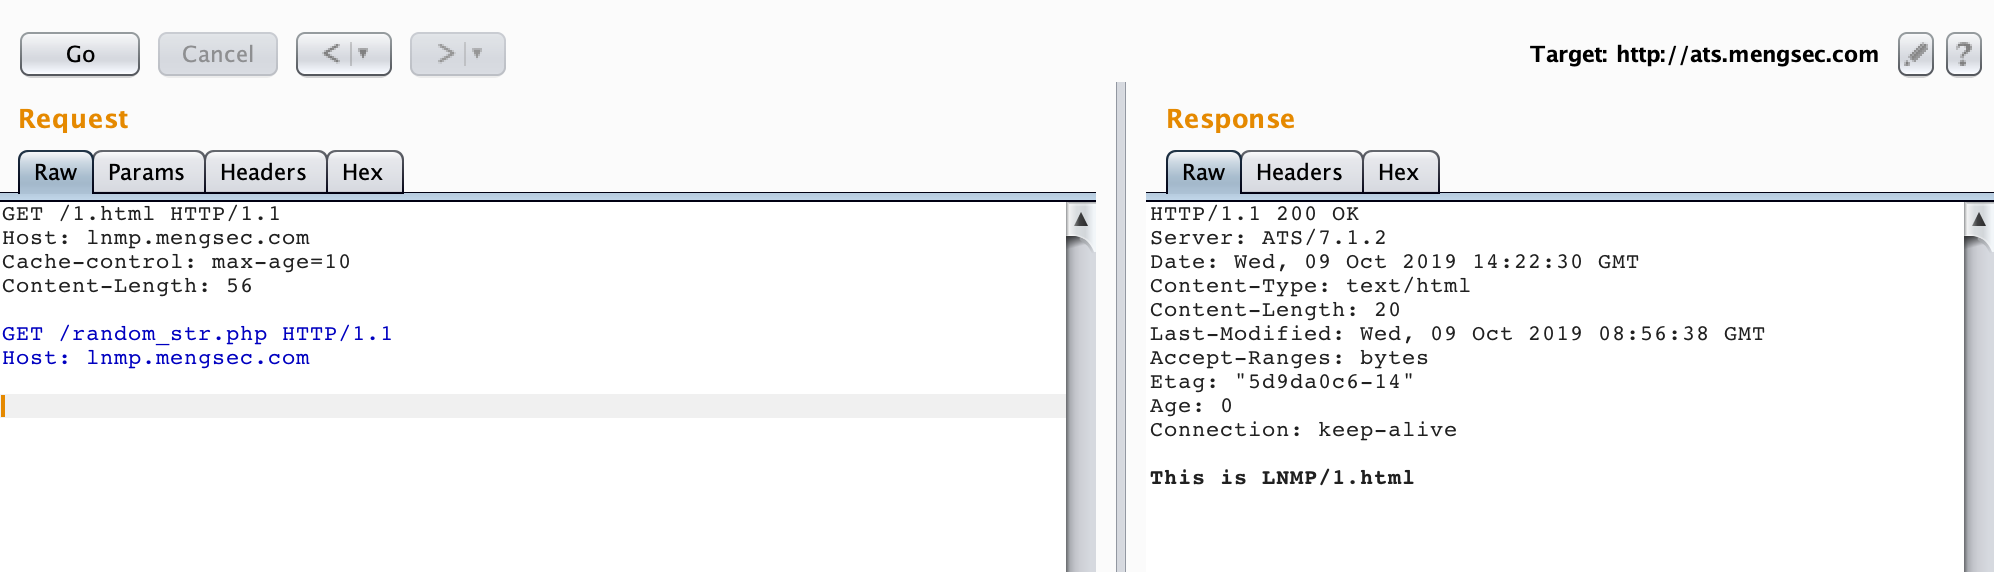 Go Cancel < > Target: http://ats.mengsec.com ?
Request
Raw Params Headers Hex
GET /1.html HTTP/1.1
Host: lnmp.mengsec.com
Cache-control: max-age=10
Content-Length: 56

GET /random_str.php HTTP/1.1
Host: lnmp.mengsec.com

Response
Raw Headers Hex
HTTP/1.1 200 OK
Server: ATS/7.1.2
Date: Wed, 09 Oct 2019 14:22:30 GMT
Content-Type: text/html
Content-Length: 20
Last-Modified: Wed, 09 Oct 2019 08:56:38 GMT
Accept-Ranges: bytes
Etag: "5d9da0c6-14"
Age: 0
Connection: keep-alive

This is LNMP/1.html